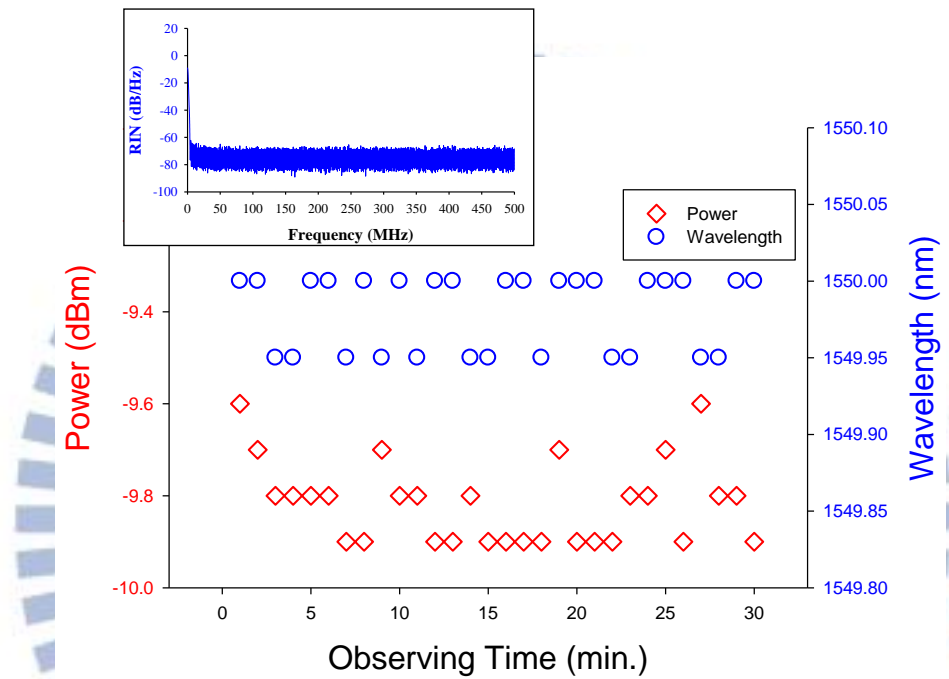 20
0
-20
-40
-60
-80
-100
RIN (dB/Hz)
0 50 100 150 200 250 300 350 400 450 500
Frequency (MHz)
Power
Wavelength
Power (dBm)
-9.4
-9.6
-9.8
-10.0
1550.10
1550.05
1550.00
1549.95
1549.90
1549.85
1549.80
Wavelength (nm)
0 5 10 15 20 25 30
Observing Time (min.)